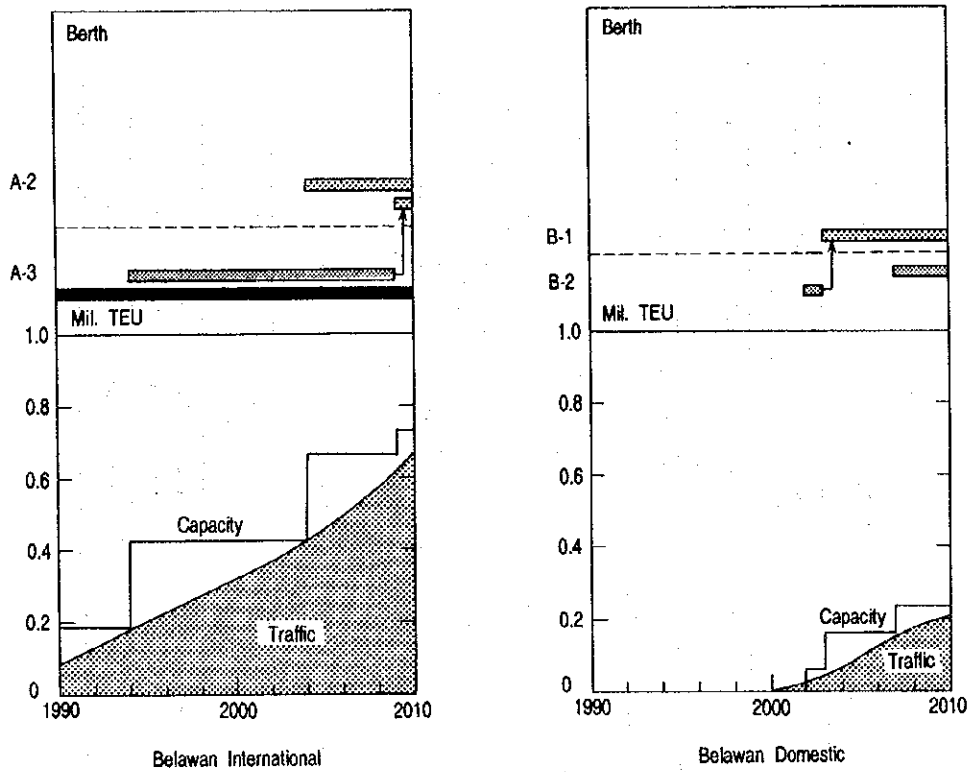 Berth
A-2
A-3
Mil. TEU
1.0
0.8
0.6
0.4
0.2
0
Capacity
Traffic
1990 2000 2010
Belawan International
Berth
B-1
B-2
Mil. TEU
1.0
0.8
0.6
0.4
0.2
0
Capacity
Traffic
1990 2000 2010
Belawan Domestic